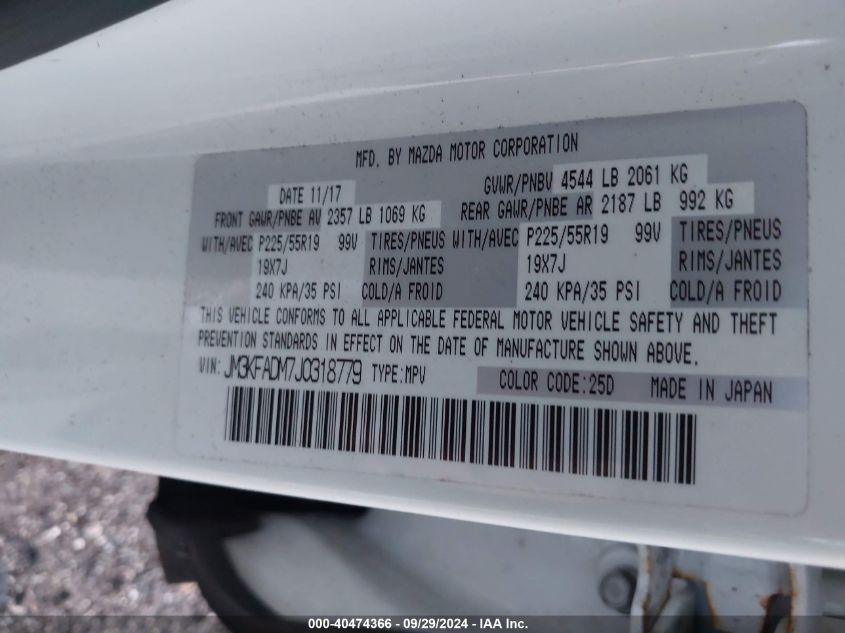 MFD. BY MAZDA MOTOR CORPORATION
DATE 11/17 GVWR/PNBV 4544 LB 2061 KG
FRONT GAWR/PNBE AV 2357 LB 1069 KG REAR GAWR/PNBE AR 2187 LB 992 KG
WITH/AVEC P225/55R19 99V TIRES/PNEUS WITH/AVEC P225/55R19 99V TIRES/PNEUS
19X7J RIMS/JANTES 19X7J RIMS/JANTES
240 KPA/35 PSI COLD/A FROID 240 KPA/35 PSI COLD/A FROID
THIS VEHICLE CONFORMS TO ALL APPLICABLE FEDERAL MOTOR VEHICLE SAFETY AND THEFT
PREVENTION STANDARDS IN EFFECT ON THE DATE OF MANUFACTURE SHOWN ABOVE.
VIN: JM3KFADM7J0318779 TYPE:MPV COLOR CODE:25D MADE IN JAPAN
000-40474366 - 09/29/2024 - IAA Inc.